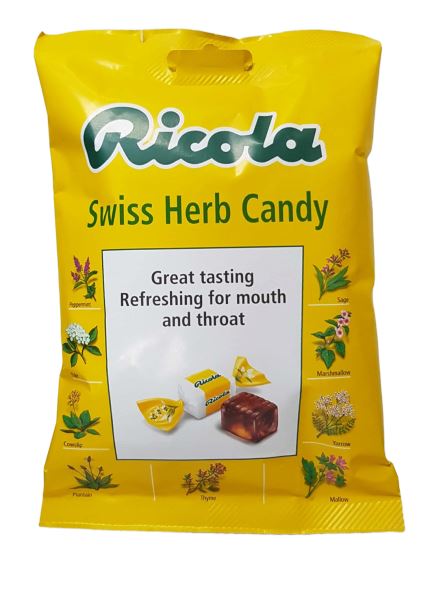 Ricola
Swiss Herb Candy
Great tasting
Refreshing for mouth
and throat
Ricola
Ricola
Peppermint
Sage
Marshmallow
Cowslip
Yarrow
Plantain
Thyme
Mallow